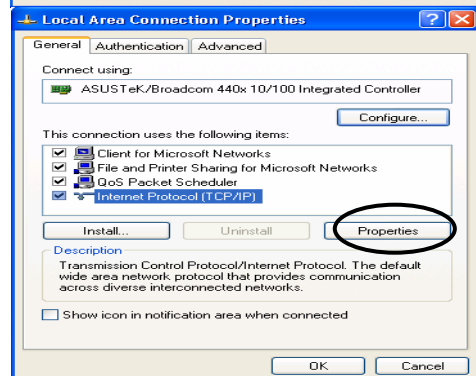 Local Area Connection Properties
General Authentication Advanced
Connect using:
ASUSTeK/Broadcom 440x 10/100 Integrated Controller
Configure...
This connection uses the following items:
Client for Microsoft Networks
File and Printer Sharing for Microsoft Networks
QoS Packet Scheduler
Internet Protocol (TCP/IP)
Install... Uninstall Properties
Description
Transmission Control Protocol/Internet Protocol. The default
wide area network protocol that provides communication
across diverse interconnected networks.
Show icon in notification area when connected
OK Cancel